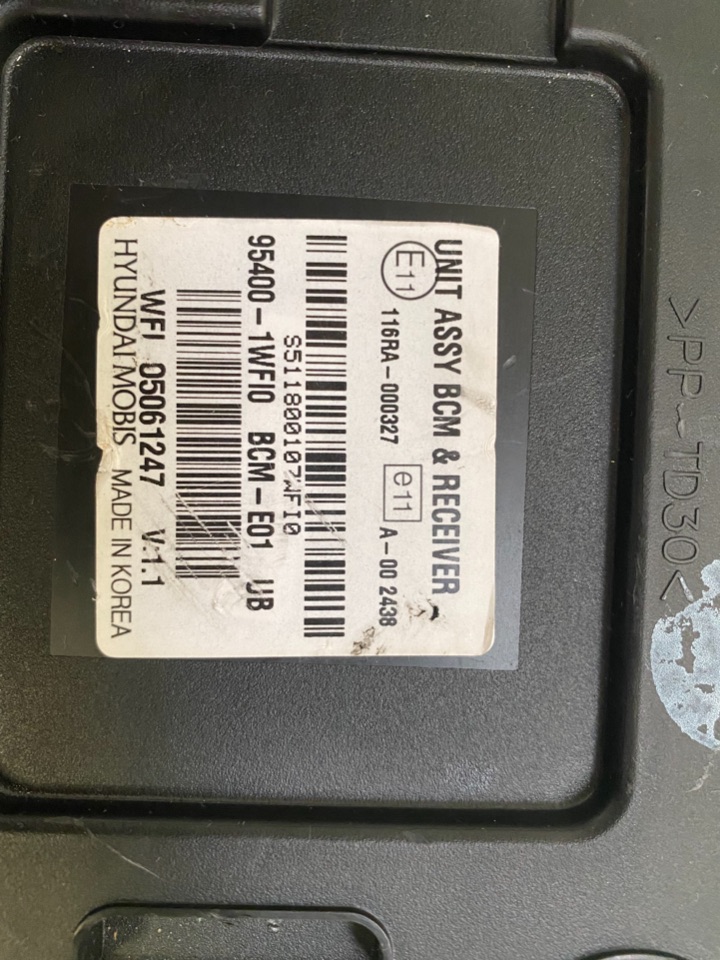 UNIT ASSY BCM & RECEIVER
E11 116RA-000327 e11 A-00 2438
S511800107WFI0
95400-1WFI0 BCM-E01 UB
WFI 05061247 V.1.1
HYUNDAI MOBIS MADE IN KOREA
>PP-TD30<